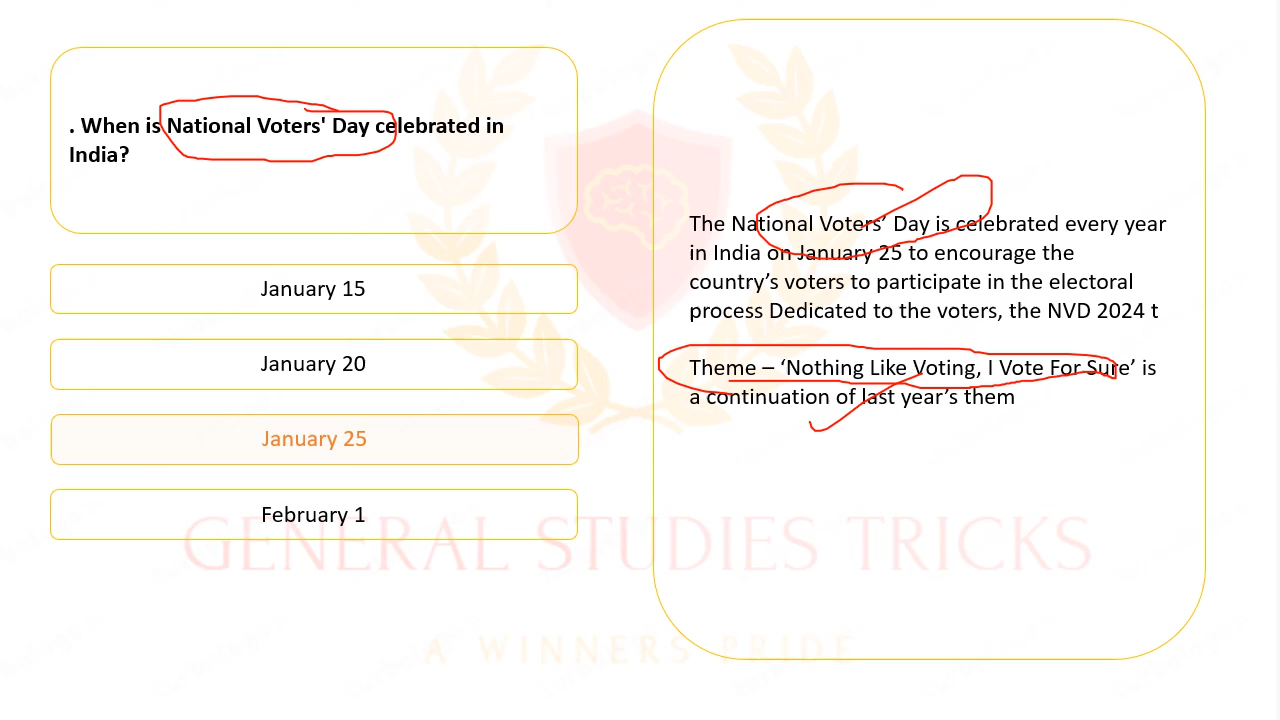 . When is National Voters' Day celebrated in
India?
January 15
January 20
January 25
February 1
The National Voters’ Day is celebrated every year
in India on January 25 to encourage the
country’s voters to participate in the electoral
process Dedicated to the voters, the NVD 2024 t
Theme – ‘Nothing Like Voting, I Vote For Sure’ is
a continuation of last year’s them
GENERAL STUDIES TRICKS
A WINNERS PRIDE